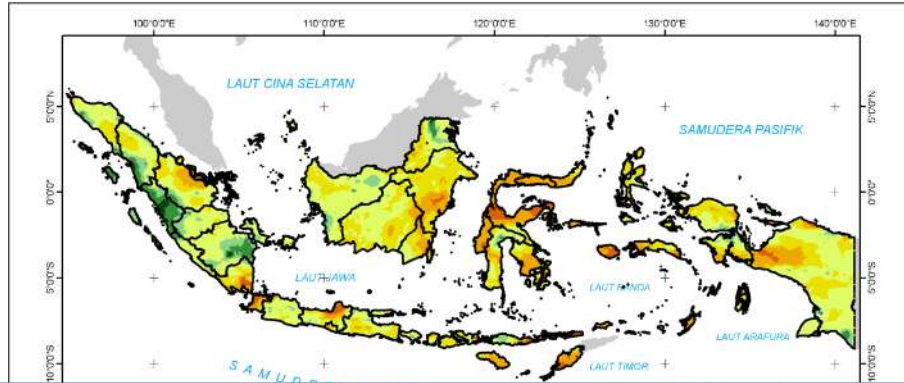 100°0'0"E 110°0'0"E 120°0'0"E 130°0'0"E 140°0'0"E
LAUT CINA SELATAN
5°0'0"N 5°0'0"N
SAMUDERA PASIFIK
0°0'0" 0°0'0"
LAUT JAWA
LAUT BANDA
5°0'0"S 5°0'0"S
LAUT ARAFURA
LAUT TIMOR
10°0'0"S 10°0'0"S